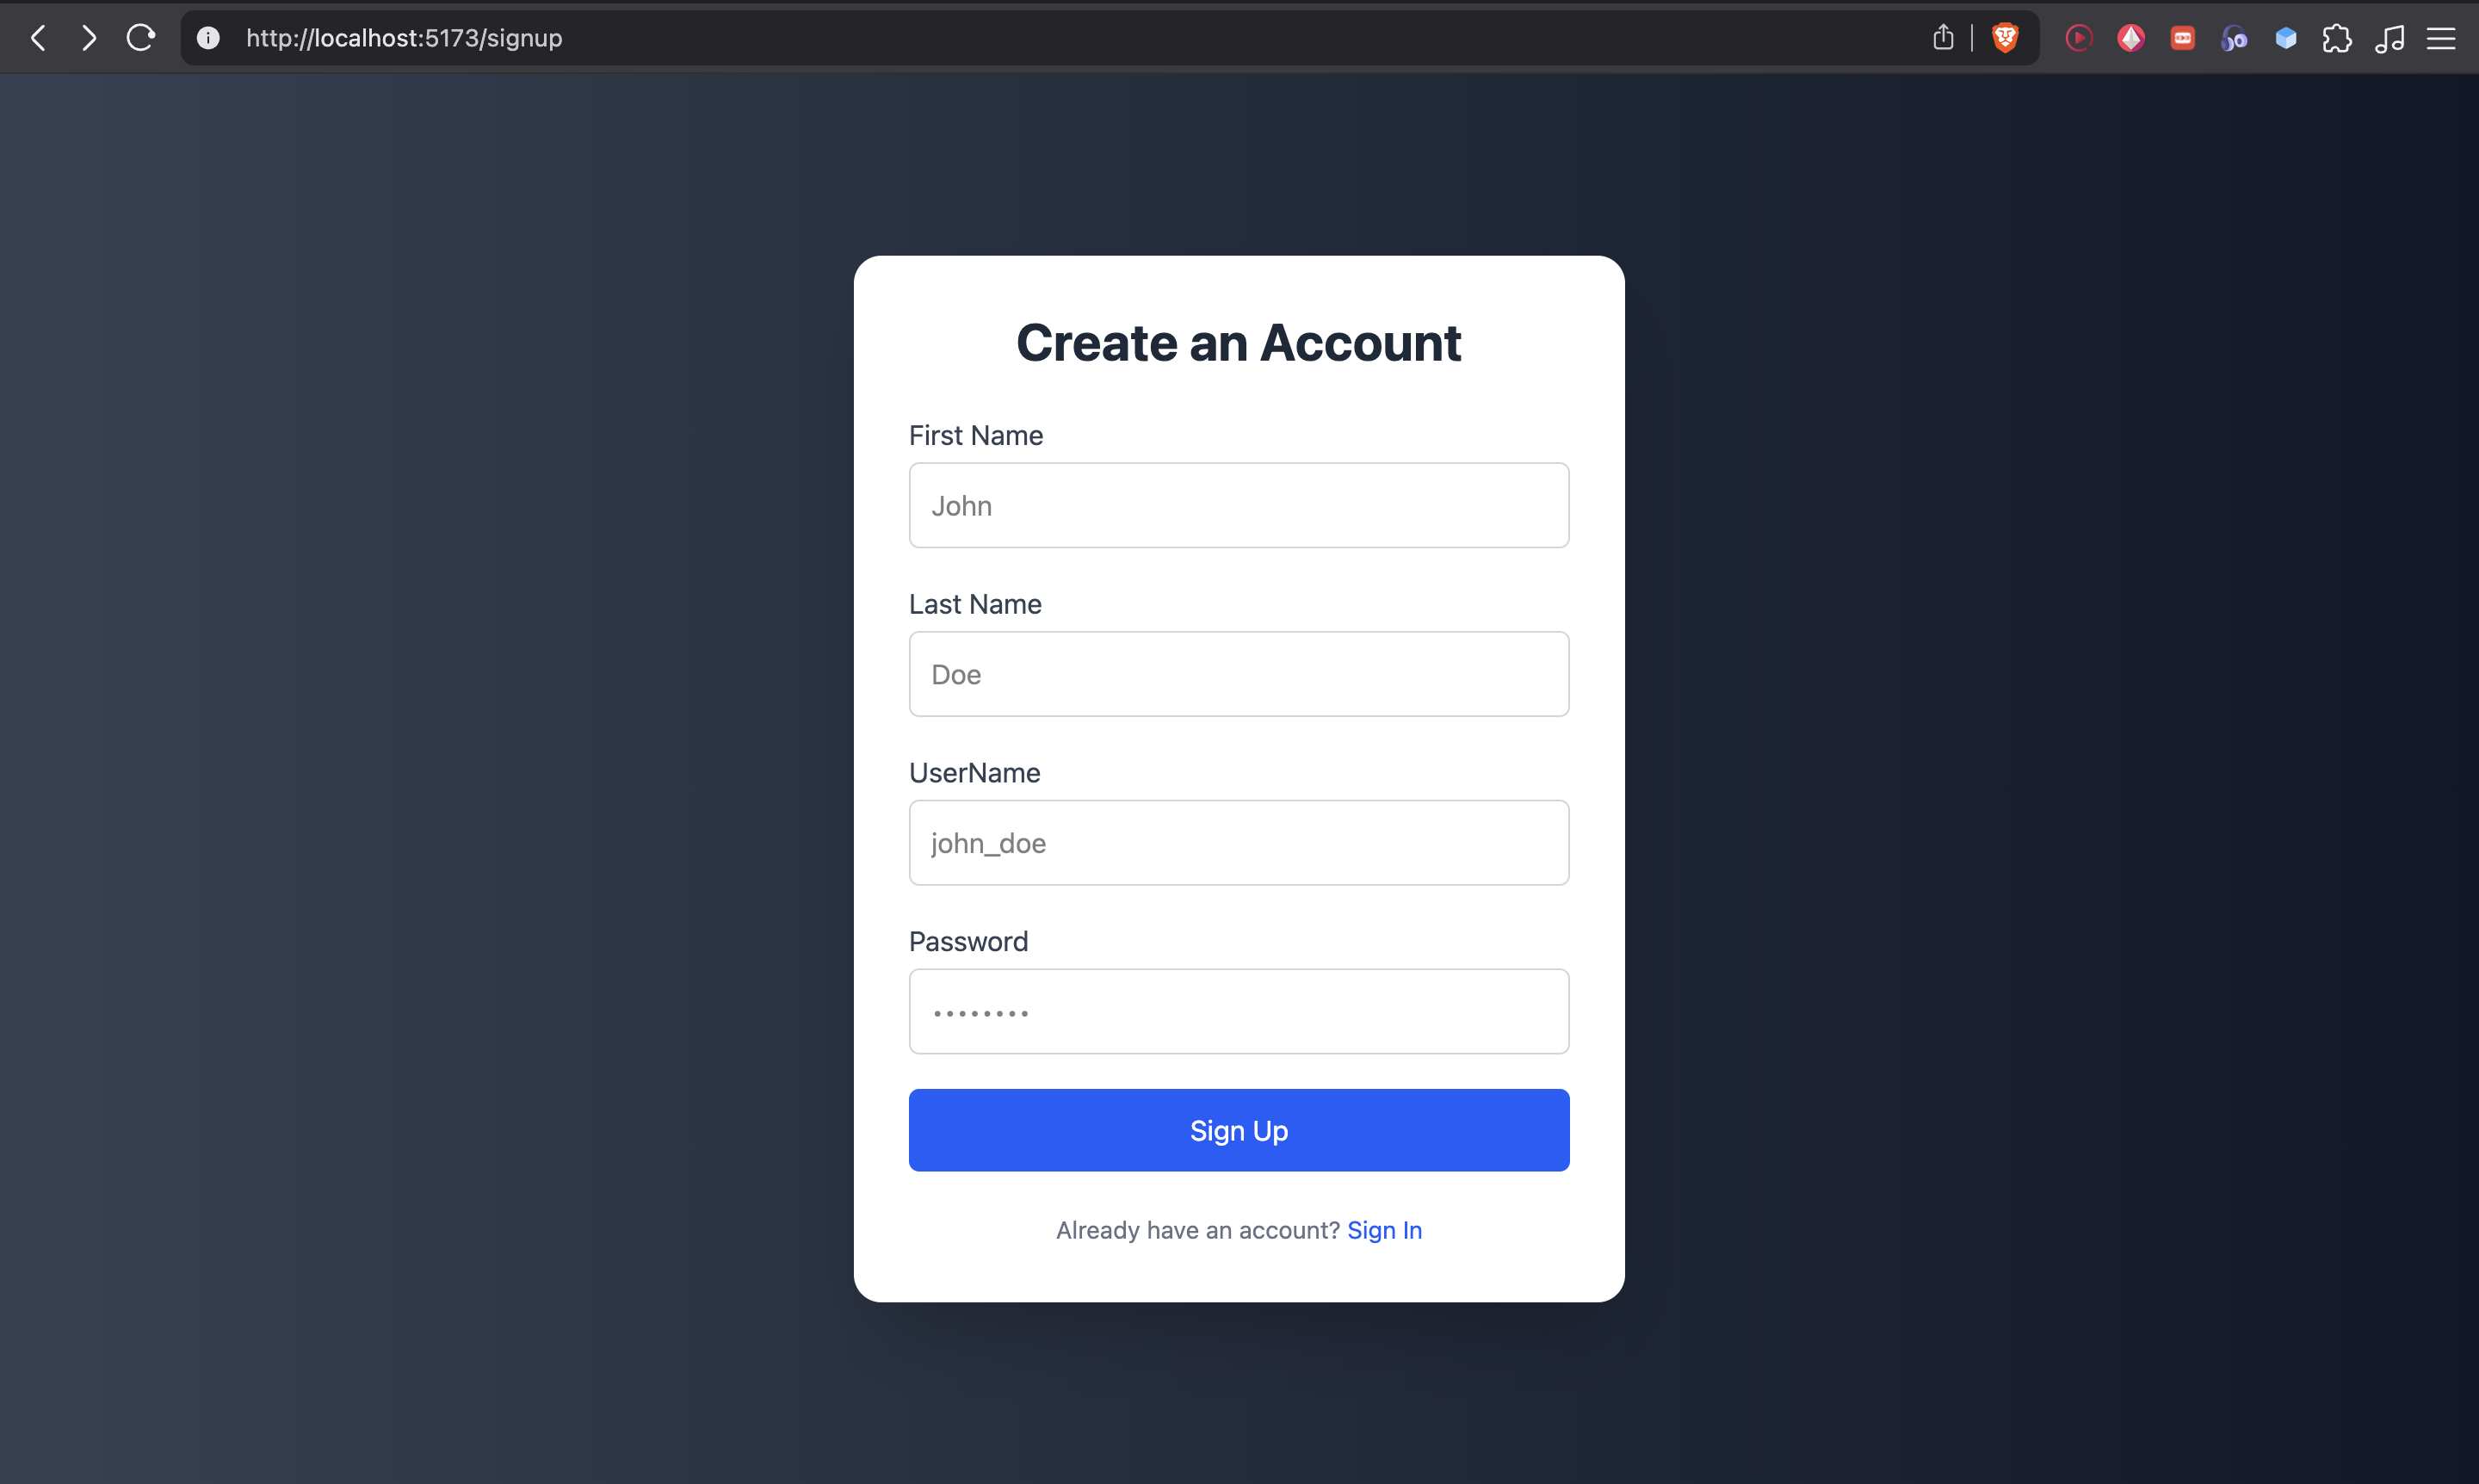 http://localhost:5173/signup
Create an Account
First Name
John
Last Name
Doe
UserName
john_doe
Password
••••••••
Sign Up
Already have an account? Sign In